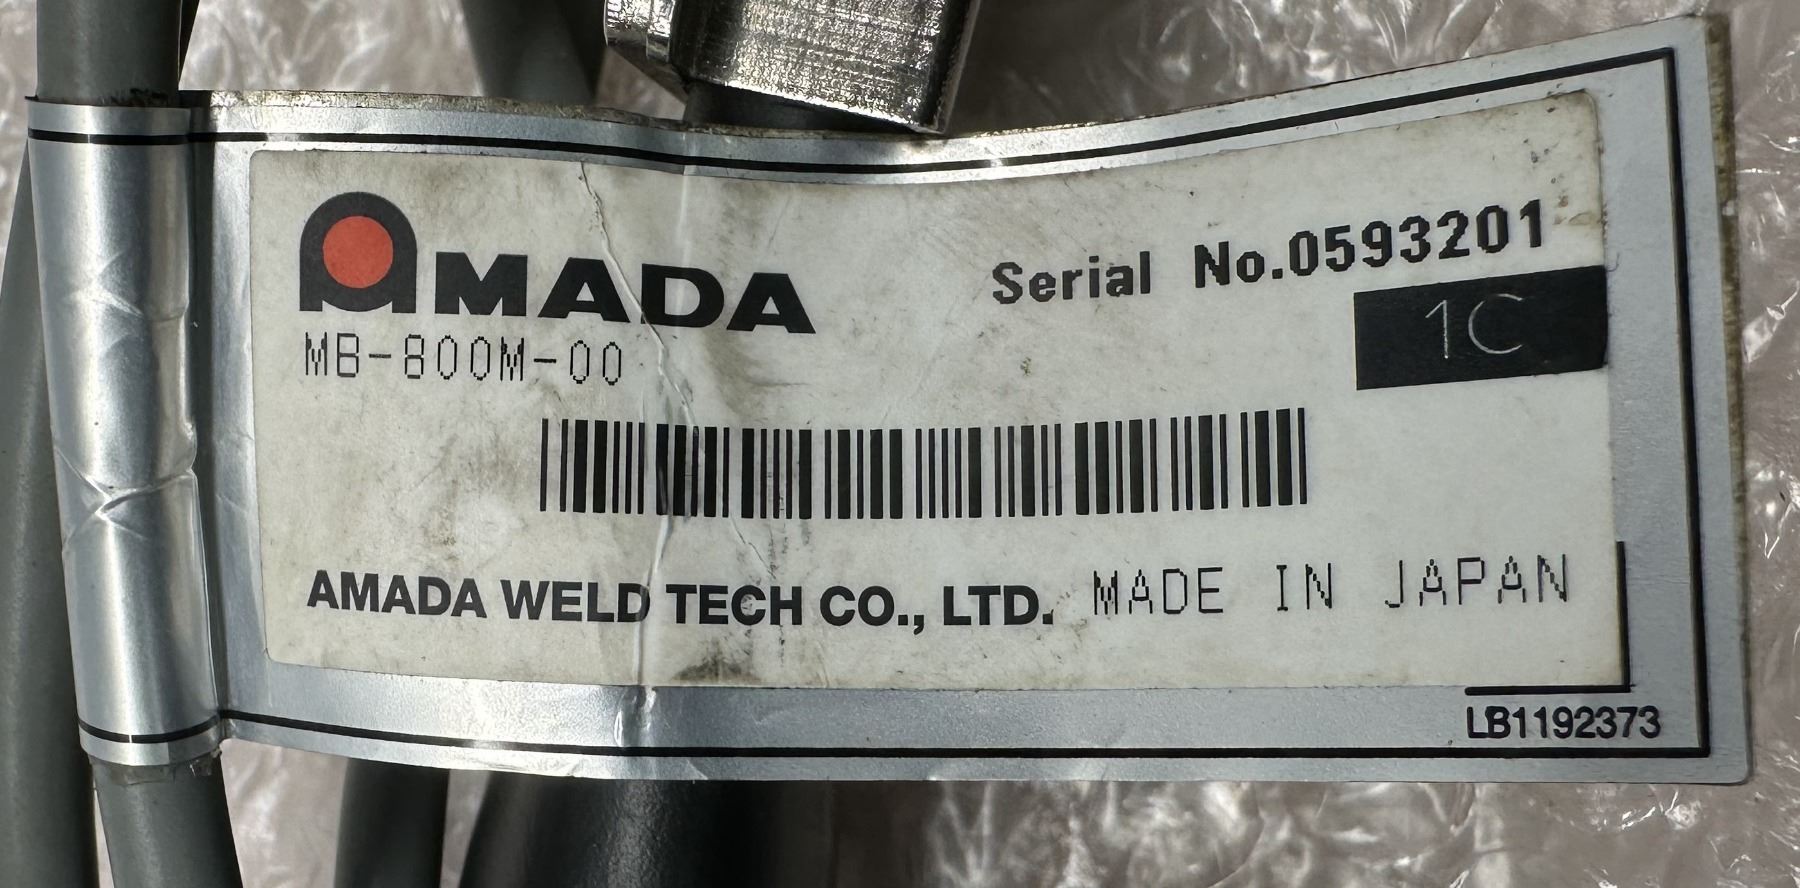 AMADA
Serial No.0593201
MB-800M-00
1C
AMADA WELD TECH CO., LTD. MADE IN JAPAN
LB1192373